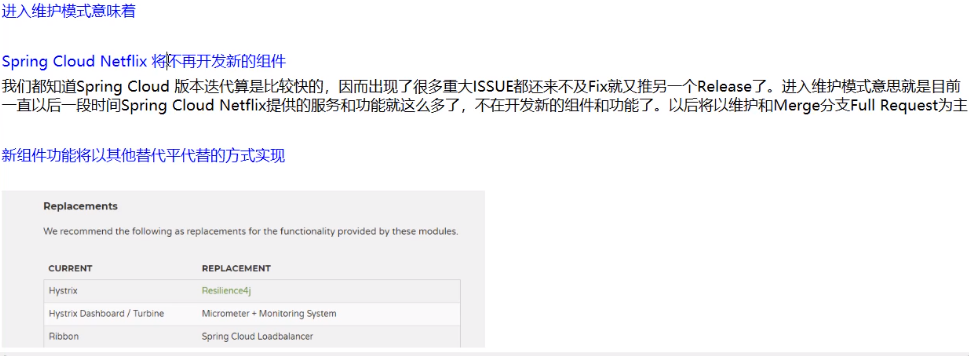 进入维护模式意味着
Spring Cloud Netflix 将不再开发新的组件
我们都知道Spring Cloud 版本迭代算是比较快的，因而出现了很多重大ISSUE都还来不及Fix就又推另一个Release了。进入维护模式意思就是目前
一直以后一段时间Spring Cloud Netflix提供的服务和功能就这么多了，不在开发新的组件和功能了。以后将以维护和Merge分支Full Request为主
新组件功能将以其他替代平代替的方式实现
Replacements
We recommend the following as replacements for the functionality provided by these modules.
CURRENT REPLACEMENT
Hystrix Resilience4j
Hystrix Dashboard / Turbine Micrometer + Monitoring System
Ribbon Spring Cloud Loadbalancer